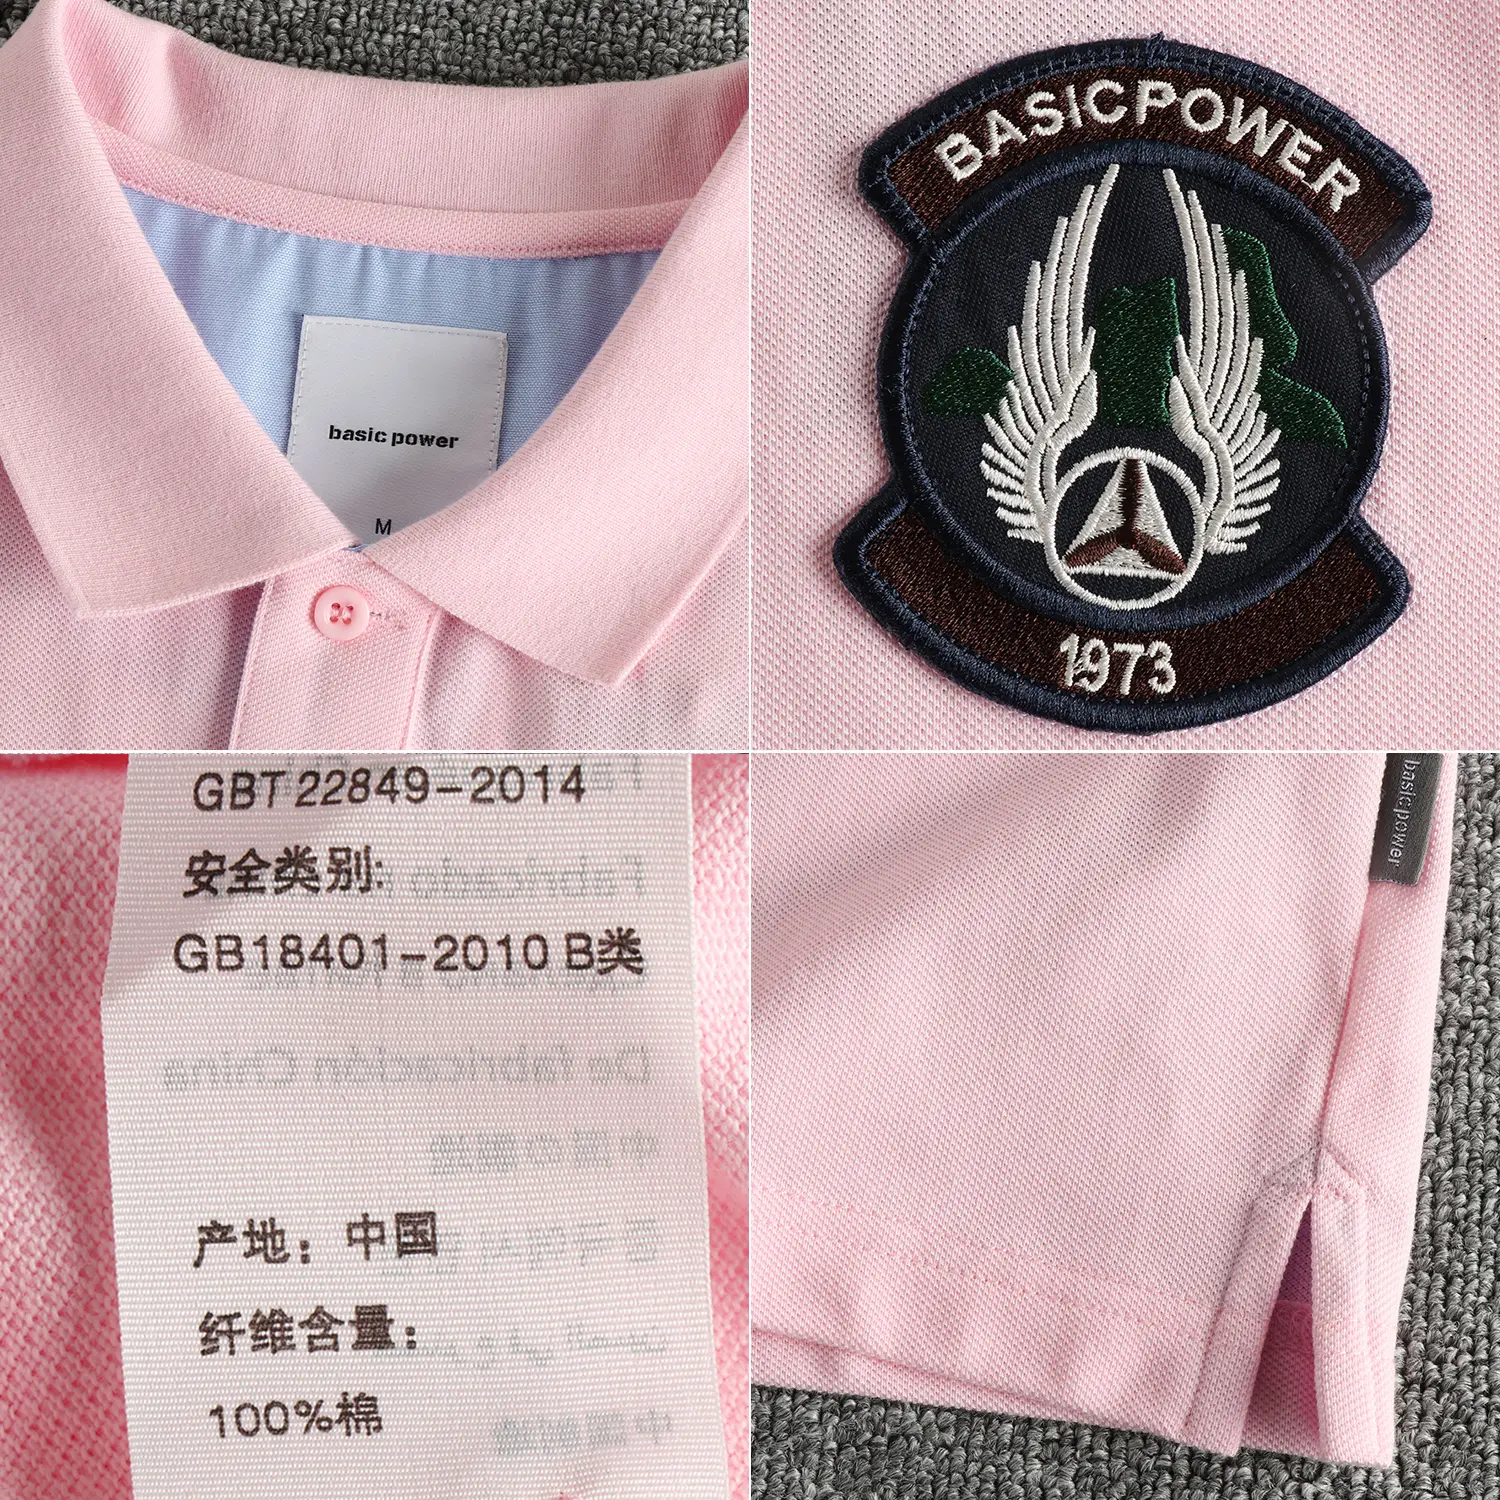 basic power
M
BASICPOWER
1973
GBT 22849-2014
安全类别:
GB18401-2010 B类
产地：中国
纤维含量：
100%棉
basic power